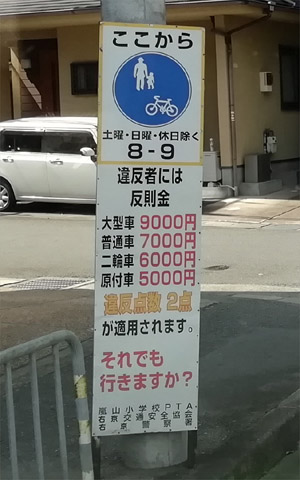 ここから
土曜・日曜・休日除く
8-9
違反者には
反則金
大型車 9000円
普通車 7000円
二輪車 6000円
原付車 5000円
違反点数 2点
が適用されます。
それでも
行きますか？
嵐山小学校PTA
右京交通安全協会
右京警察署